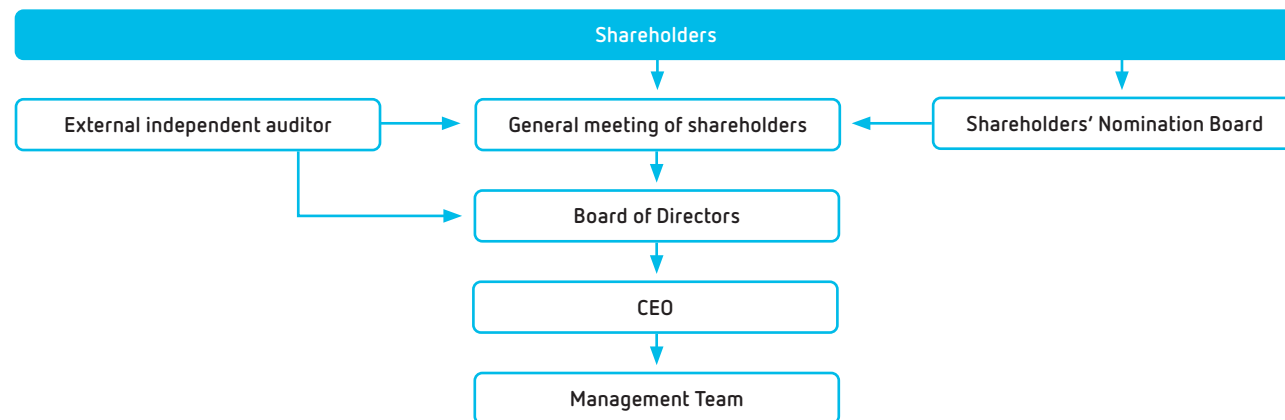 Shareholders
External independent auditor
General meeting of shareholders
Shareholders’ Nomination Board
Board of Directors
CEO
Management Team